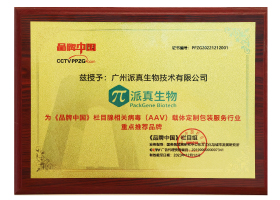 品牌中国
CCTV PPZG
证书编号: PPZG20221212001
兹授予：广州派真生物技术有限公司
派真生物
PackGene Biotech
为《品牌中国》栏目腺相关病毒（AAV）载体定制包装服务行业
重点推荐品牌
《品牌中国》栏目组